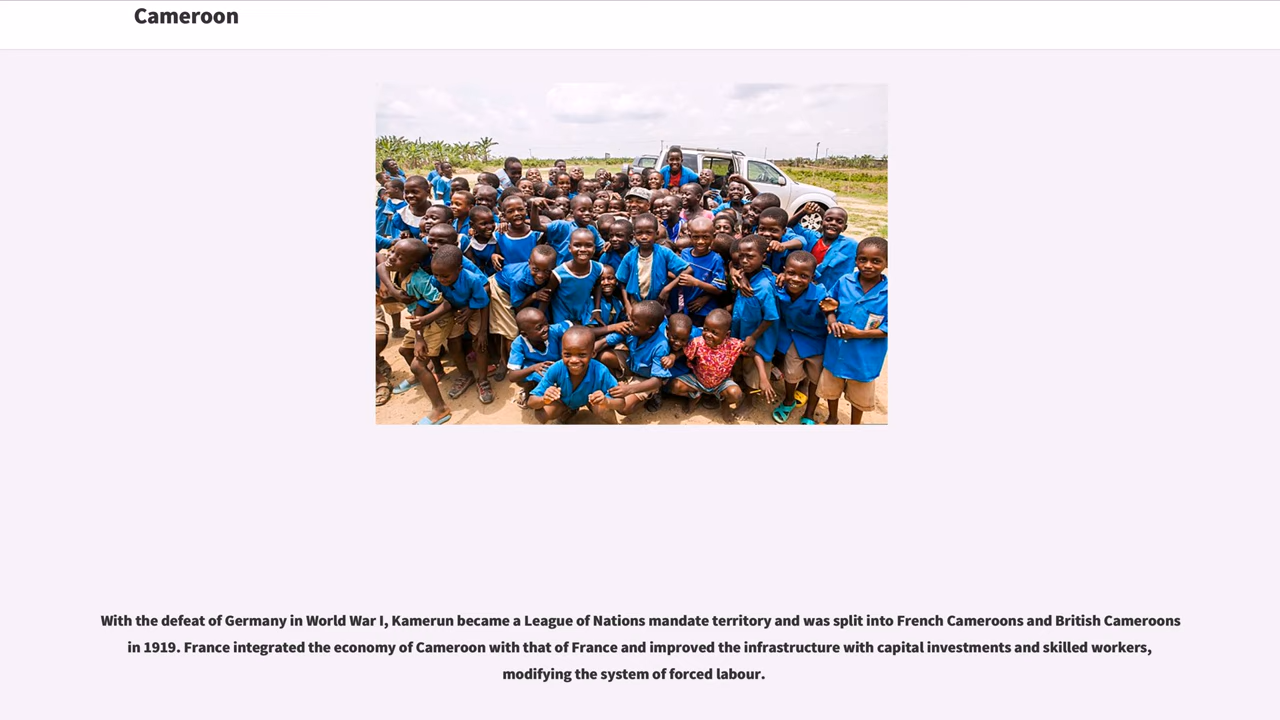 Cameroon
With the defeat of Germany in World War I, Kamerun became a League of Nations mandate territory and was split into French Cameroons and British Cameroons
in 1919. France integrated the economy of Cameroon with that of France and improved the infrastructure with capital investments and skilled workers,
modifying the system of forced labour.